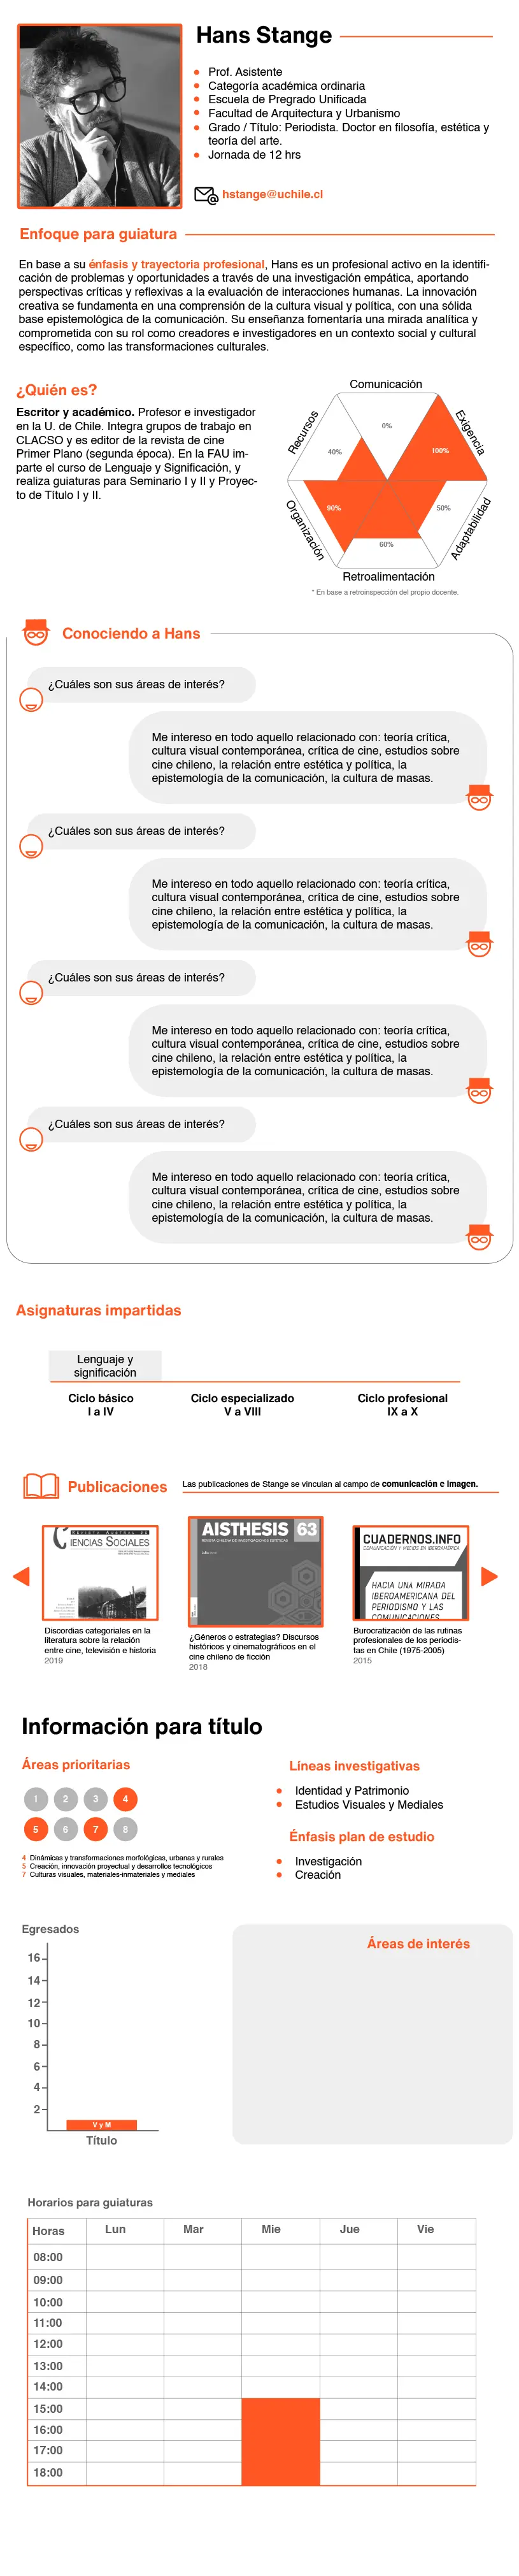 Hans Stange
Prof. Asistente
Categoría académica ordinaria
Escuela de Pregrado Unificada
Facultad de Arquitectura y Urbanismo
Grado / Título: Periodista. Doctor en filosofía, estética y
teoría del arte.
Jornada de 12 hrs
hstange@uchile.cl
Enfoque para guiatura
En base a su énfasis y trayectoria profesional, Hans es un profesional activo en la identifi-
cación de problemas y oportunidades a través de una investigación empática, aportando
perspectivas críticas y reflexivas a la evaluación de interacciones humanas. La innovación
creativa se fundamenta en una comprensión de la cultura visual y política, con una sólida
base epistemológica de la comunicación. Su enseñanza fomentaría una mirada analítica y
comprometida con su rol como creadores e investigadores en un contexto social y cultural
específico, como las transformaciones culturales.
¿Quién es?
Escritor y académico. Profesor e investigador
en la U. de Chile. Integra grupos de trabajo en
CLACSO y es editor de la revista de cine
Primer Plano (segunda época). En la FAU im-
parte el curso de Lenguaje y Significación, y
realiza guiaturas para Seminario I y II y Proyec-
to de Título I y II.
Comunicación
Recursos
0%
Exigencia
40%
100%
90%
50%
Organización
60%
Adaptabilidad
Retroalimentación
* En base a retroinspección del propio docente.
Conociendo a Hans
¿Cuáles son sus áreas de interés?
Me intereso en todo aquello relacionado con: teoría crítica,
cultura visual contemporánea, crítica de cine, estudios sobre
cine chileno, la relación entre estética y política, la
epistemología de la comunicación, la cultura de masas.
¿Cuáles son sus áreas de interés?
Me intereso en todo aquello relacionado con: teoría crítica,
cultura visual contemporánea, crítica de cine, estudios sobre
cine chileno, la relación entre estética y política, la
epistemología de la comunicación, la cultura de masas.
¿Cuáles son sus áreas de interés?
Me intereso en todo aquello relacionado con: teoría crítica,
cultura visual contemporánea, crítica de cine, estudios sobre
cine chileno, la relación entre estética y política, la
epistemología de la comunicación, la cultura de masas.
¿Cuáles son sus áreas de interés?
Me intereso en todo aquello relacionado con: teoría crítica,
cultura visual contemporánea, crítica de cine, estudios sobre
cine chileno, la relación entre estética y política, la
epistemología de la comunicación, la cultura de masas.
Asignaturas impartidas
Lenguaje y
significación
Ciclo básico
I a IV
Ciclo especializado
V a VIII
Ciclo profesional
IX a X
Publicaciones
Las publicaciones de Stange se vinculan al campo de comunicación e imagen.
CIENCIAS SOCIALES
AISTHESIS 63
CUADERNOS.INFO
COMUNICACIÓN Y MEDIOS EN IBEROAMÉRICA
HACIA UNA MIRADA
IBEROAMERICANA DEL
PERIODISMO Y LAS
COMUNICACIONES
Discordias categoriales en la
literatura sobre la relación
entre cine, televisión e historia
2019
¿Géneros o estrategias? Discursos
históricos y cinematográficos en el
cine chileno de ficción
2018
Burocratización de las rutinas
profesionales de los periodis-
tas en Chile (1975-2005)
2015
Información para título
Áreas prioritarias
1 2 3 4
5 6 7 8
4 Dinámicas y transformaciones morfológicas, urbanas y rurales
5 Creación, innovación proyectual y desarrollos tecnológicos
7 Culturas visuales, materiales-inmateriales y mediales
Líneas investigativas
Identidad y Patrimonio
Estudios Visuales y Mediales
Énfasis plan de estudio
Investigación
Creación
Egresados
16
14
12
10
8
6
4
2
V y M
Título
Áreas de interés
Horarios para guiaturas
Horas Lun Mar Mie Jue Vie
08:00
09:00
10:00
11:00
12:00
13:00
14:00
15:00
16:00
17:00
18:00